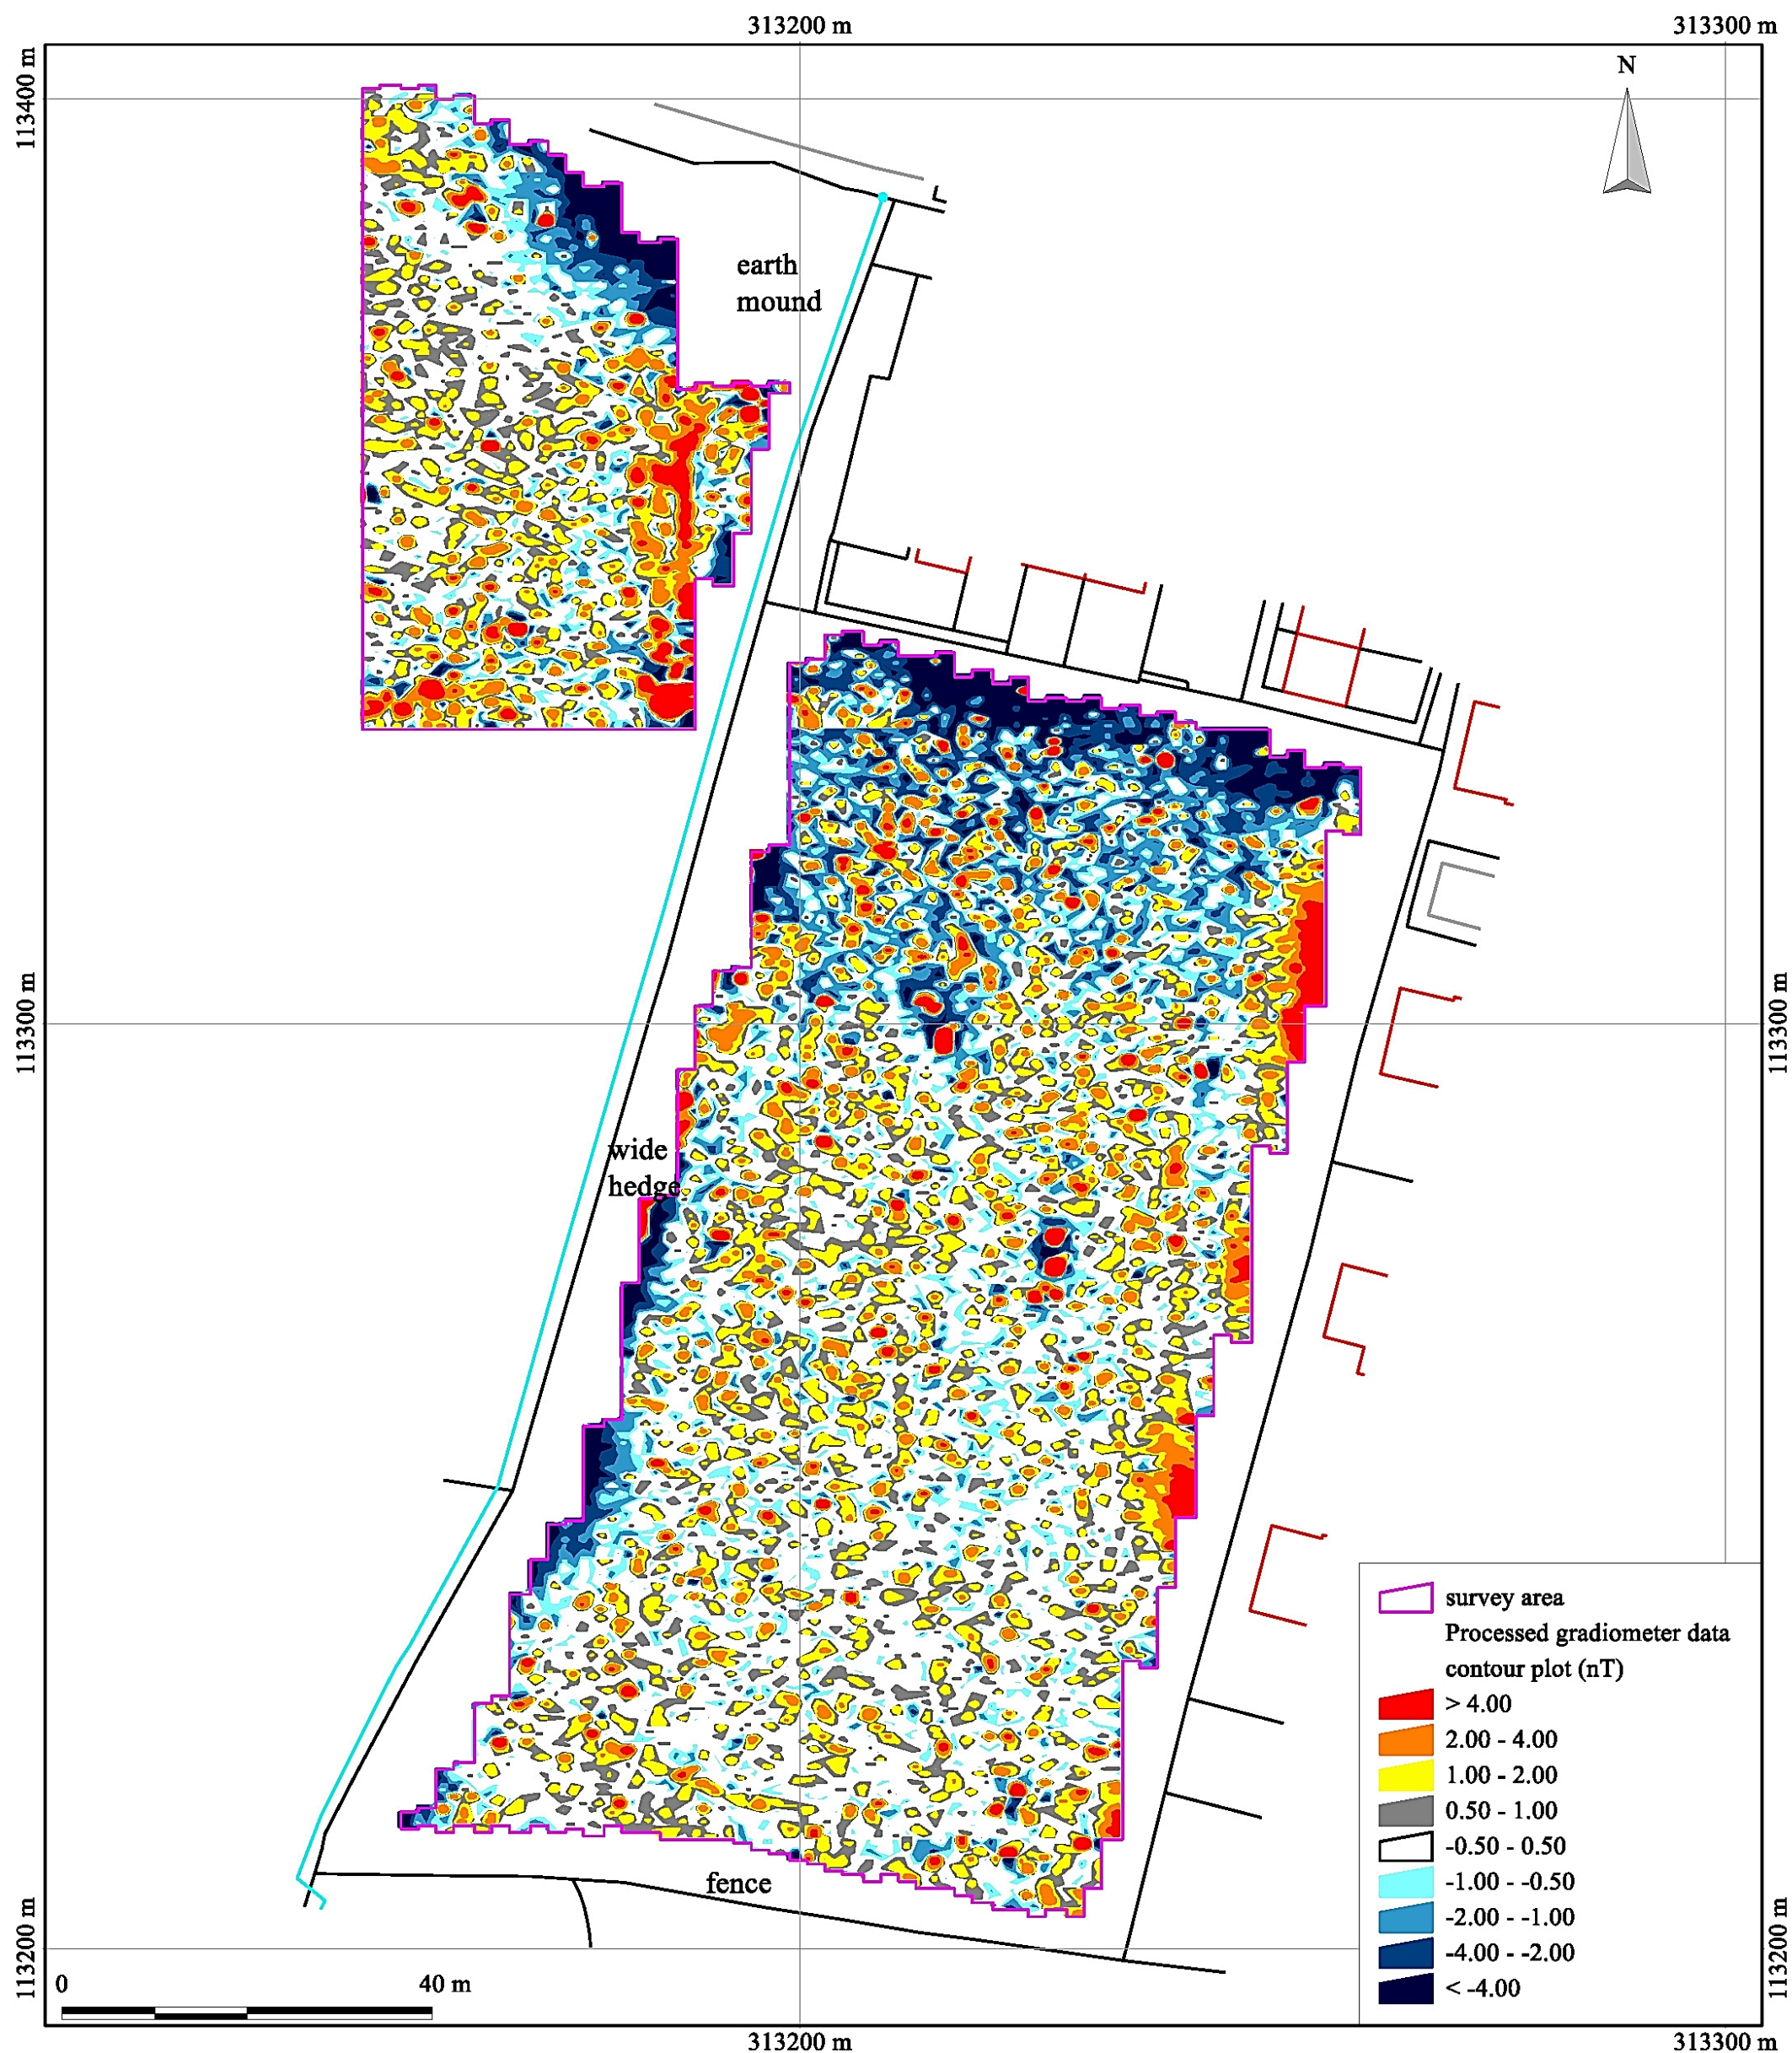 313200 m
313300 m
113400 m
N
earth
mound
113300 m
113300 m
wide
hedge
survey area
Processed gradiometer data
contour plot (nT)
> 4.00
2.00 - 4.00
1.00 - 2.00
0.50 - 1.00
-0.50 - 0.50
-1.00 - -0.50
-2.00 - -1.00
-4.00 - -2.00
< -4.00
fence
113200 m
113200 m
0
40 m
313200 m
313300 m